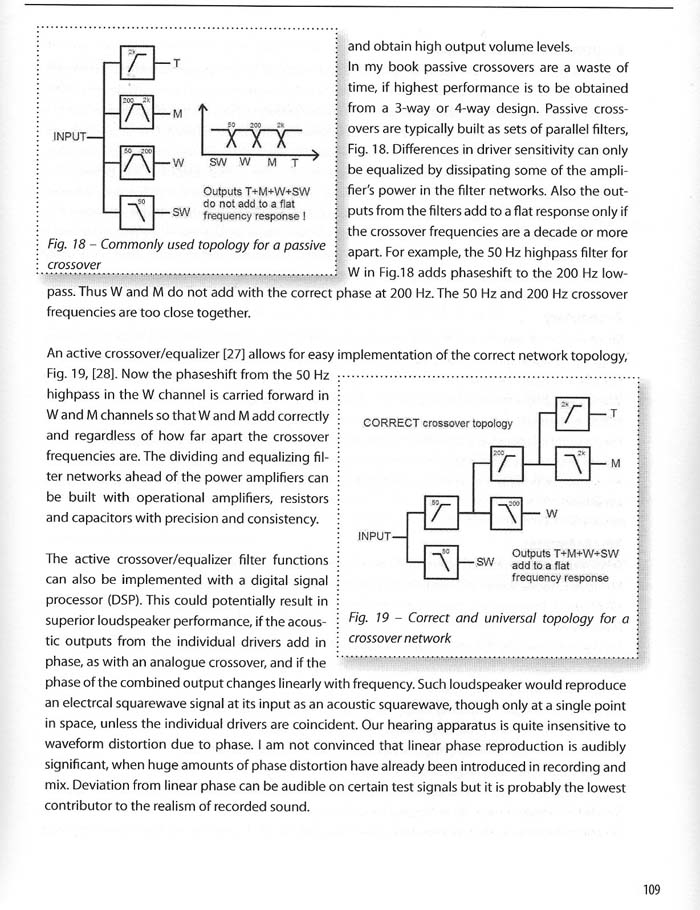 2k
T
200 2k
M
INPUT
50 200
W
50
SW
50 200 2k
SW W M T
Outputs T+M+W+SW
do not add to a flat
frequency response !
Fig. 18 – Commonly used topology for a passive
crossover
and obtain high output volume levels.
In my book passive crossovers are a waste of
time, if highest performance is to be obtained
from a 3-way or 4-way design. Passive cross-
overs are typically built as sets of parallel filters,
Fig. 18. Differences in driver sensitivity can only
be equalized by dissipating some of the ampli-
fier's power in the filter networks. Also the out-
puts from the filters add to a flat response only if
the crossover frequencies are a decade or more
apart. For example, the 50 Hz highpass filter for
W in Fig.18 adds phaseshift to the 200 Hz low-
pass. Thus W and M do not add with the correct phase at 200 Hz. The 50 Hz and 200 Hz crossover
frequencies are too close together.
An active crossover/equalizer [27] allows for easy implementation of the correct network topology,
Fig. 19, [28]. Now the phaseshift from the 50 Hz
highpass in the W channel is carried forward in
W and M channels so that W and M add correctly
and regardless of how far apart the crossover
frequencies are. The dividing and equalizing fil-
ter networks ahead of the power amplifiers can
be built with operational amplifiers, resistors
and capacitors with precision and consistency.
The active crossover/equalizer filter functions
can also be implemented with a digital signal
processor (DSP). This could potentially result in
superior loudspeaker performance, if the acous-
tic outputs from the individual drivers add in
phase, as with an analogue crossover, and if the
CORRECT crossover topology
2k
T
200
2k
M
50
200
W
INPUT
50
SW
Outputs T+M+W+SW
add to a flat
frequency response
Fig. 19 – Correct and universal topology for a
crossover network
phase of the combined output changes linearly with frequency. Such loudspeaker would reproduce
an electrcal squarewave signal at its input as an acoustic squarewave, though only at a single point
in space, unless the individual drivers are coincident. Our hearing apparatus is quite insensitive to
waveform distortion due to phase. I am not convinced that linear phase reproduction is audibly
significant, when huge amounts of phase distortion have already been introduced in recording and
mix. Deviation from linear phase can be audible on certain test signals but it is probably the lowest
contributor to the realism of recorded sound.
109